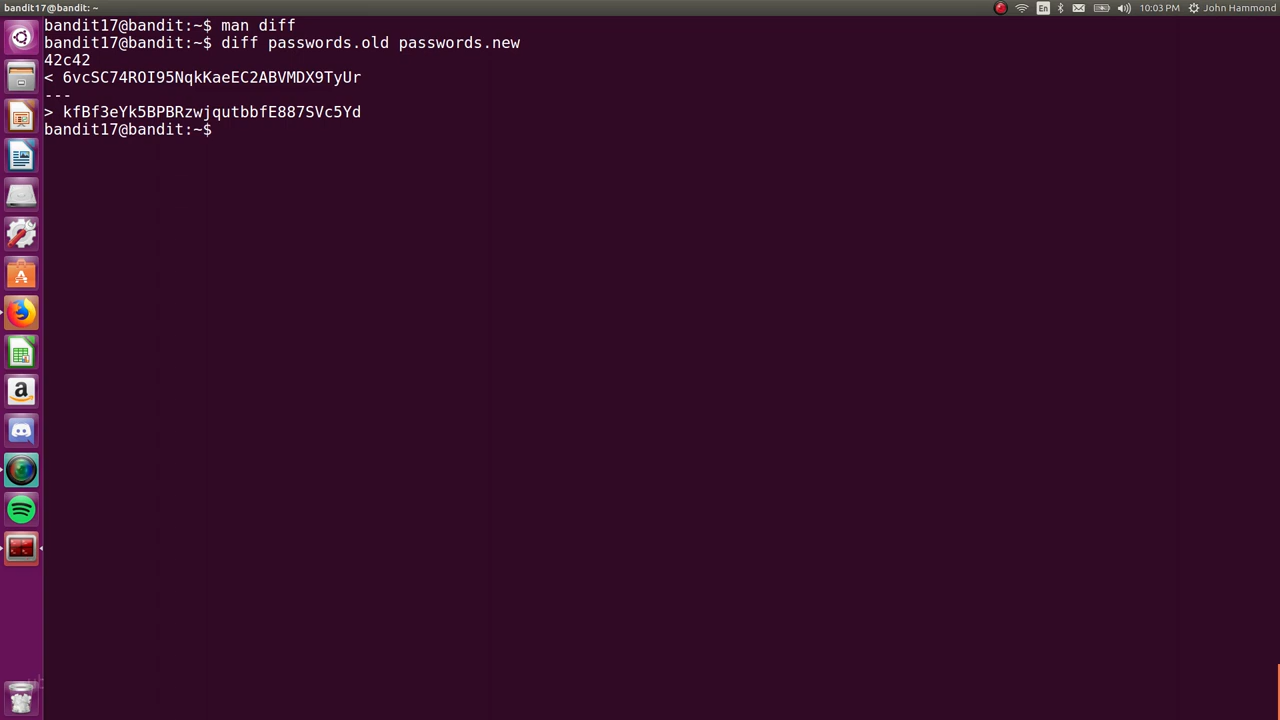 bandit17@bandit: ~
En
10:03 PM
John Hammond
bandit17@bandit:~$ man diff
bandit17@bandit:~$ diff passwords.old passwords.new
42c42
< 6vcSC74ROI95NqkKaeEC2ABVMDX9TyUr
---
> kfBf3eYk5BPBRzwjqutbbfE887SVc5Yd
bandit17@bandit:~$